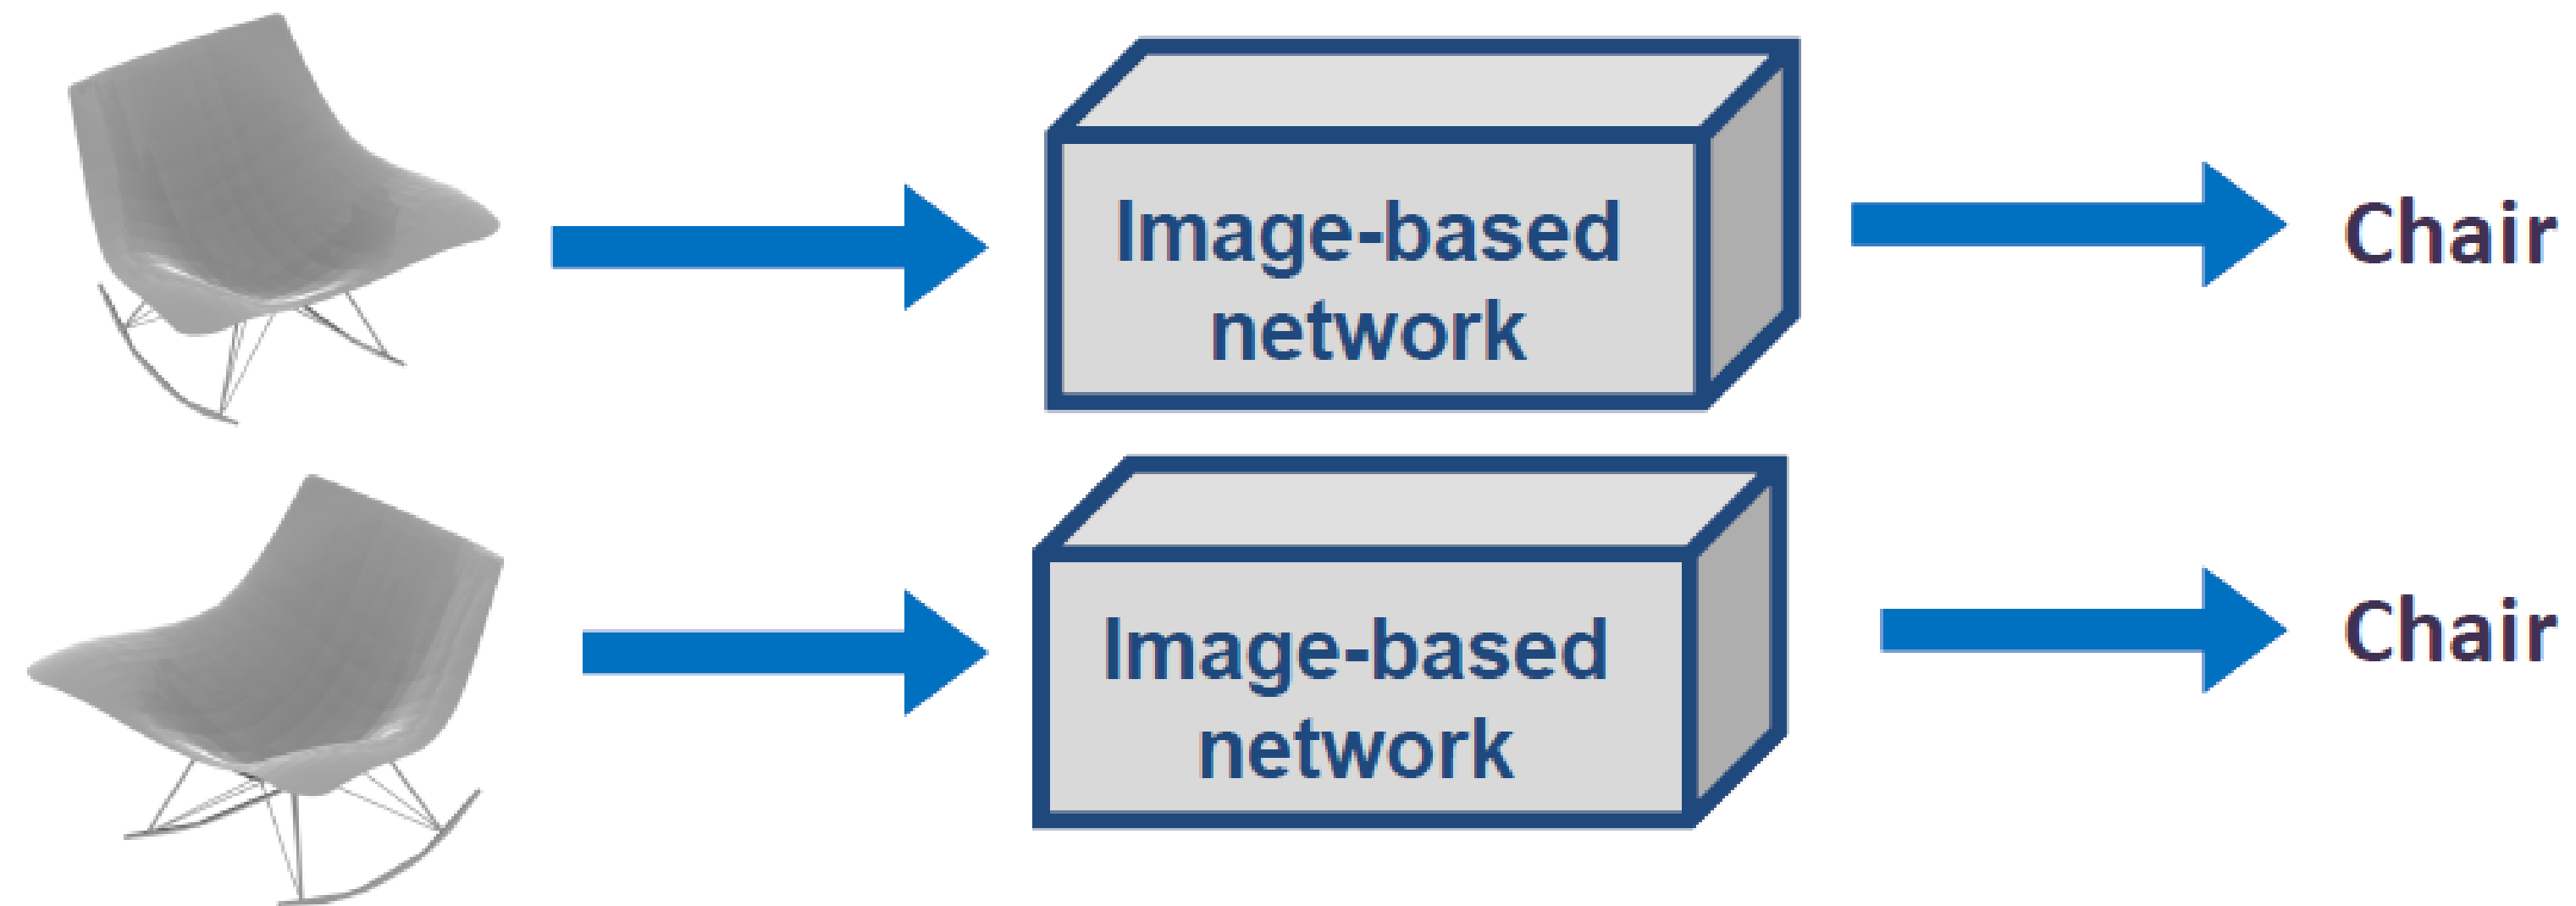 Image-based
network
Chair
Image-based
network
Chair